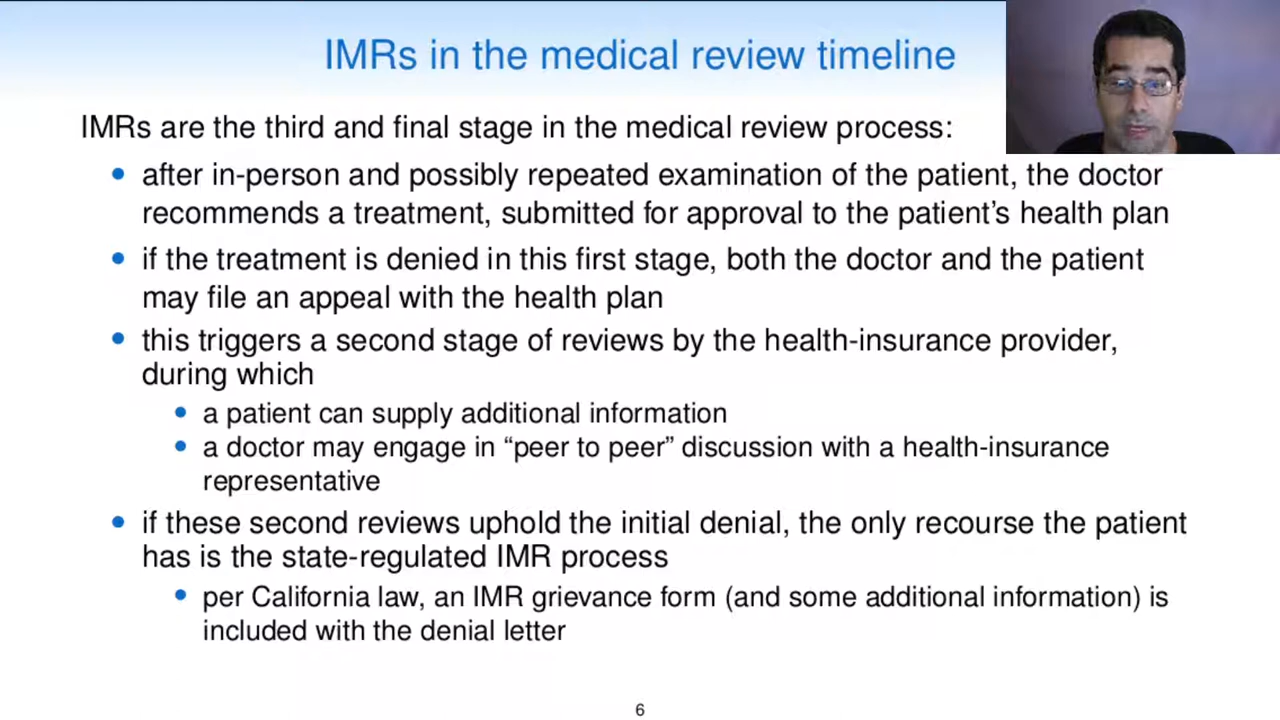 IMRs in the medical review timeline
IMRs are the third and final stage in the medical review process:
• after in-person and possibly repeated examination of the patient, the doctor
recommends a treatment, submitted for approval to the patient's health plan
• if the treatment is denied in this first stage, both the doctor and the patient
may file an appeal with the health plan
• this triggers a second stage of reviews by the health-insurance provider,
during which
• a patient can supply additional information
• a doctor may engage in “peer to peer” discussion with a health-insurance
representative
• if these second reviews uphold the initial denial, the only recourse the patient
has is the state-regulated IMR process
• per California law, an IMR grievance form (and some additional information) is
included with the denial letter
6